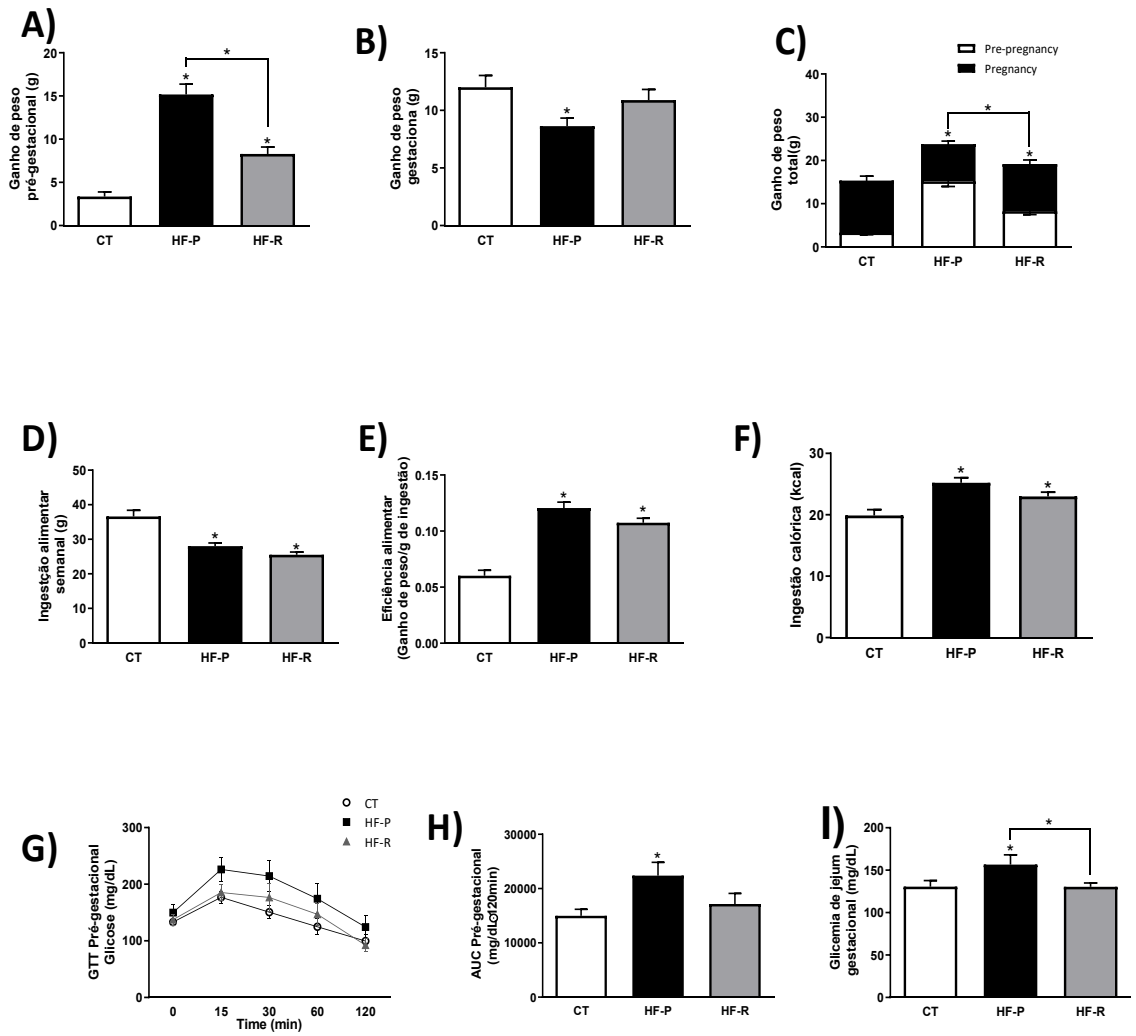 A)
Ganho de peso
pré-gestacional (g)
20
15
10
5
0
*
*
*
CT
HF-P
HF-R
B)
Ganho de peso
gestaciona (g)
15
10
5
0
*
CT
HF-P
HF-R
C)
Pre-pregnancy
Pregnancy
Ganho de peso
total(g)
40
30
20
10
0
*
*
*
CT
HF-P
HF-R
D)
Ingestção alimentar
semanal (g)
50
40
30
20
10
0
*
*
CT
HF-P
HF-R
E)
Eficiência alimentar
(Ganho de peso/g de ingestão)
0.15
0.10
0.05
0.00
*
*
CT
HF-P
HF-R
F)
Ingestão calórica (kcal)
30
20
10
0
*
*
CT
HF-P
HF-R
G)
CT
HF-P
HF-R
GTT Pré-gestacional
Glicose (mg/dL)
300
200
100
0
0
15
30
60
120
Time (min)
H)
AUC Pré-gestacional
30000
20000
10000
0
*
CT
HF-P
HF-R
I)
Glicemia de jejum
gestacional (mg/dL)
200
150
100
50
0
*
*
CT
HF-P
HF-R